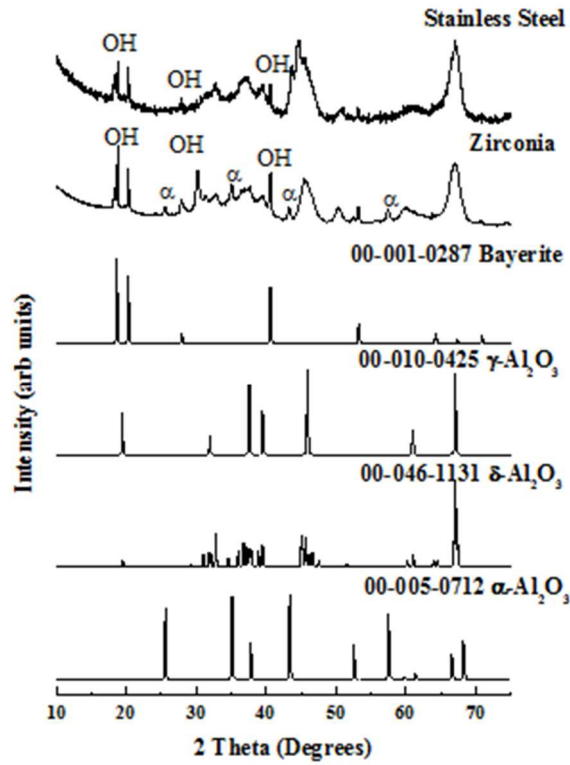 Stainless Steel
OH
OH
OH
Zirconia
OH
OH
OH
α
α
α
α
00-001-0287 Bayerite
00-010-0425 γ-Al₂O₃
00-046-1131 δ-Al₂O₃
00-005-0712 α-Al₂O₃
Intensity (arb units)
10 20 30 40 50 60 70
2 Theta (Degrees)